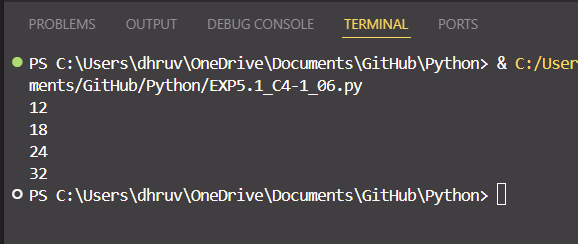 PROBLEMS OUTPUT DEBUG CONSOLE TERMINAL PORTS
PS C:\Users\dhruv\OneDrive\Documents\GitHub\Python> & C:/User
ments/GitHub/Python/EXP5.1_C4-1_06.py
12
18
24
32
PS C:\Users\dhruv\OneDrive\Documents\GitHub\Python>